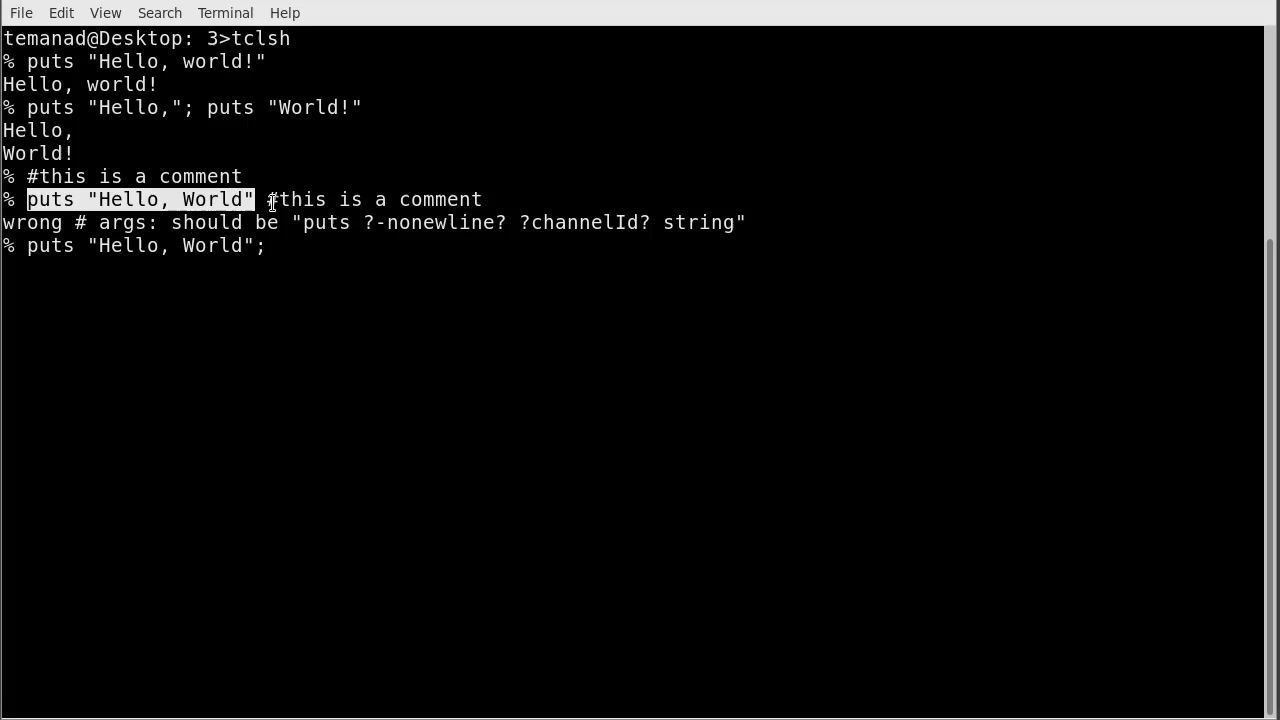 File Edit View Search Terminal Help
temanad@Desktop: 3>tclsh
% puts "Hello, world!"
Hello, world!
% puts "Hello,"; puts "World!"
Hello,
World!
% #this is a comment
% puts "Hello, World" #this is a comment
wrong # args: should be "puts ?-nonewline? ?channelId? string"
% puts "Hello, World";